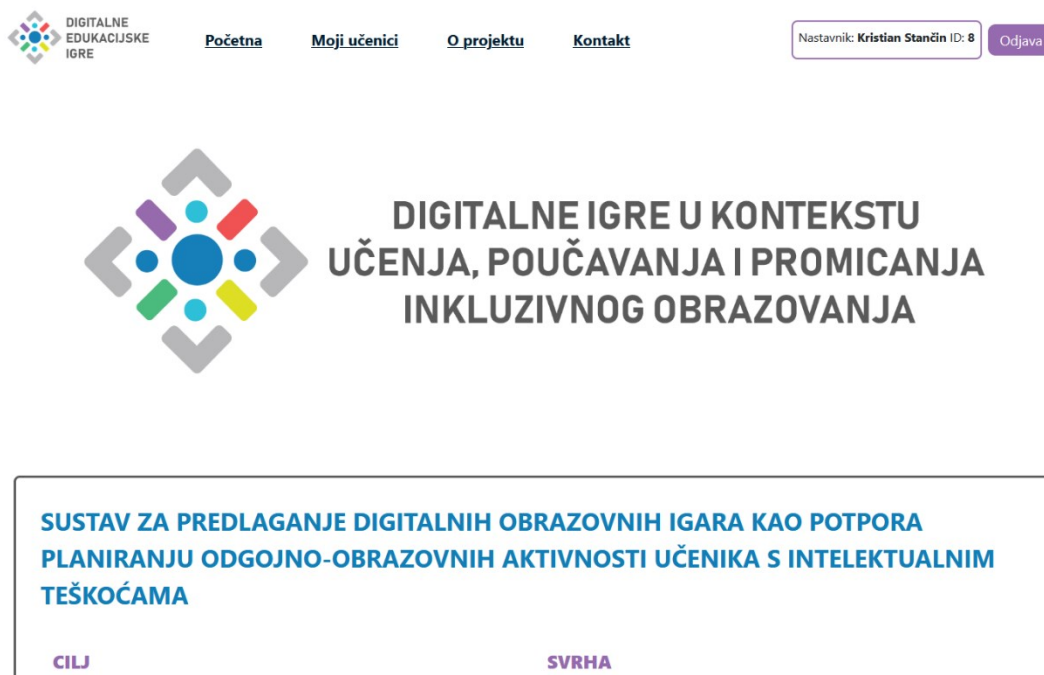 DIGITALNE
EDUKACIJSKE
IGRE
Početna
Moji učenici
O projektu
Kontakt
Nastavnik: Kristian Stančin ID: 8
Odjava
DIGITALNE IGRE U KONTEKSTU
UČENJA, POUČAVANJA I PROMICANJA
INKLUZIVNOG OBRAZOVANJA
SUSTAV ZA PREDLAGANJE DIGITALNIH OBRAZOVNIH IGARA KAO POTPORA
PLANIRANJU ODGOJNO-OBRAZOVNIH AKTIVNOSTI UČENIKA S INTELEKTUALNIM
TEŠKOĆAMA
CILJ
SVRHA